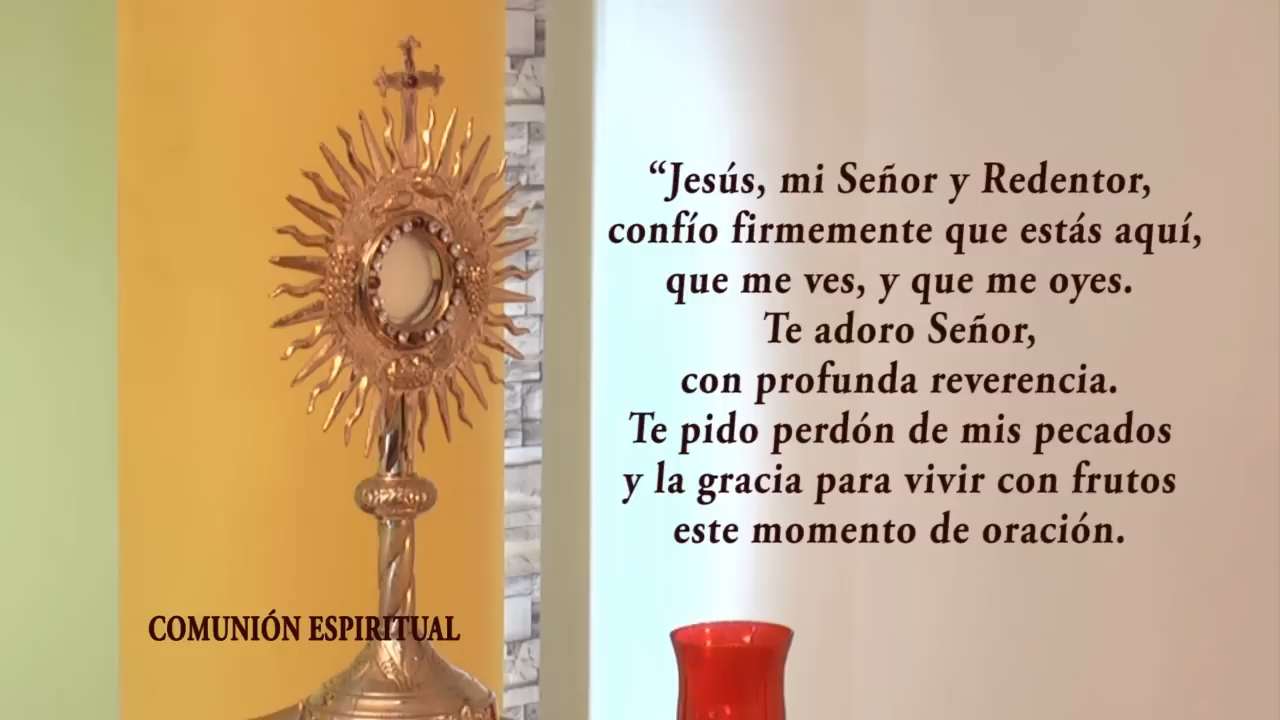 “Jesús, mi Señor y Redentor,
confío firmemente que estás aquí,
que me ves, y que me oyes.
Te adoro Señor,
con profunda reverencia.
Te pido perdón de mis pecados
y la gracia para vivir con frutos
este momento de oración.
COMUNIÓN ESPIRITUAL